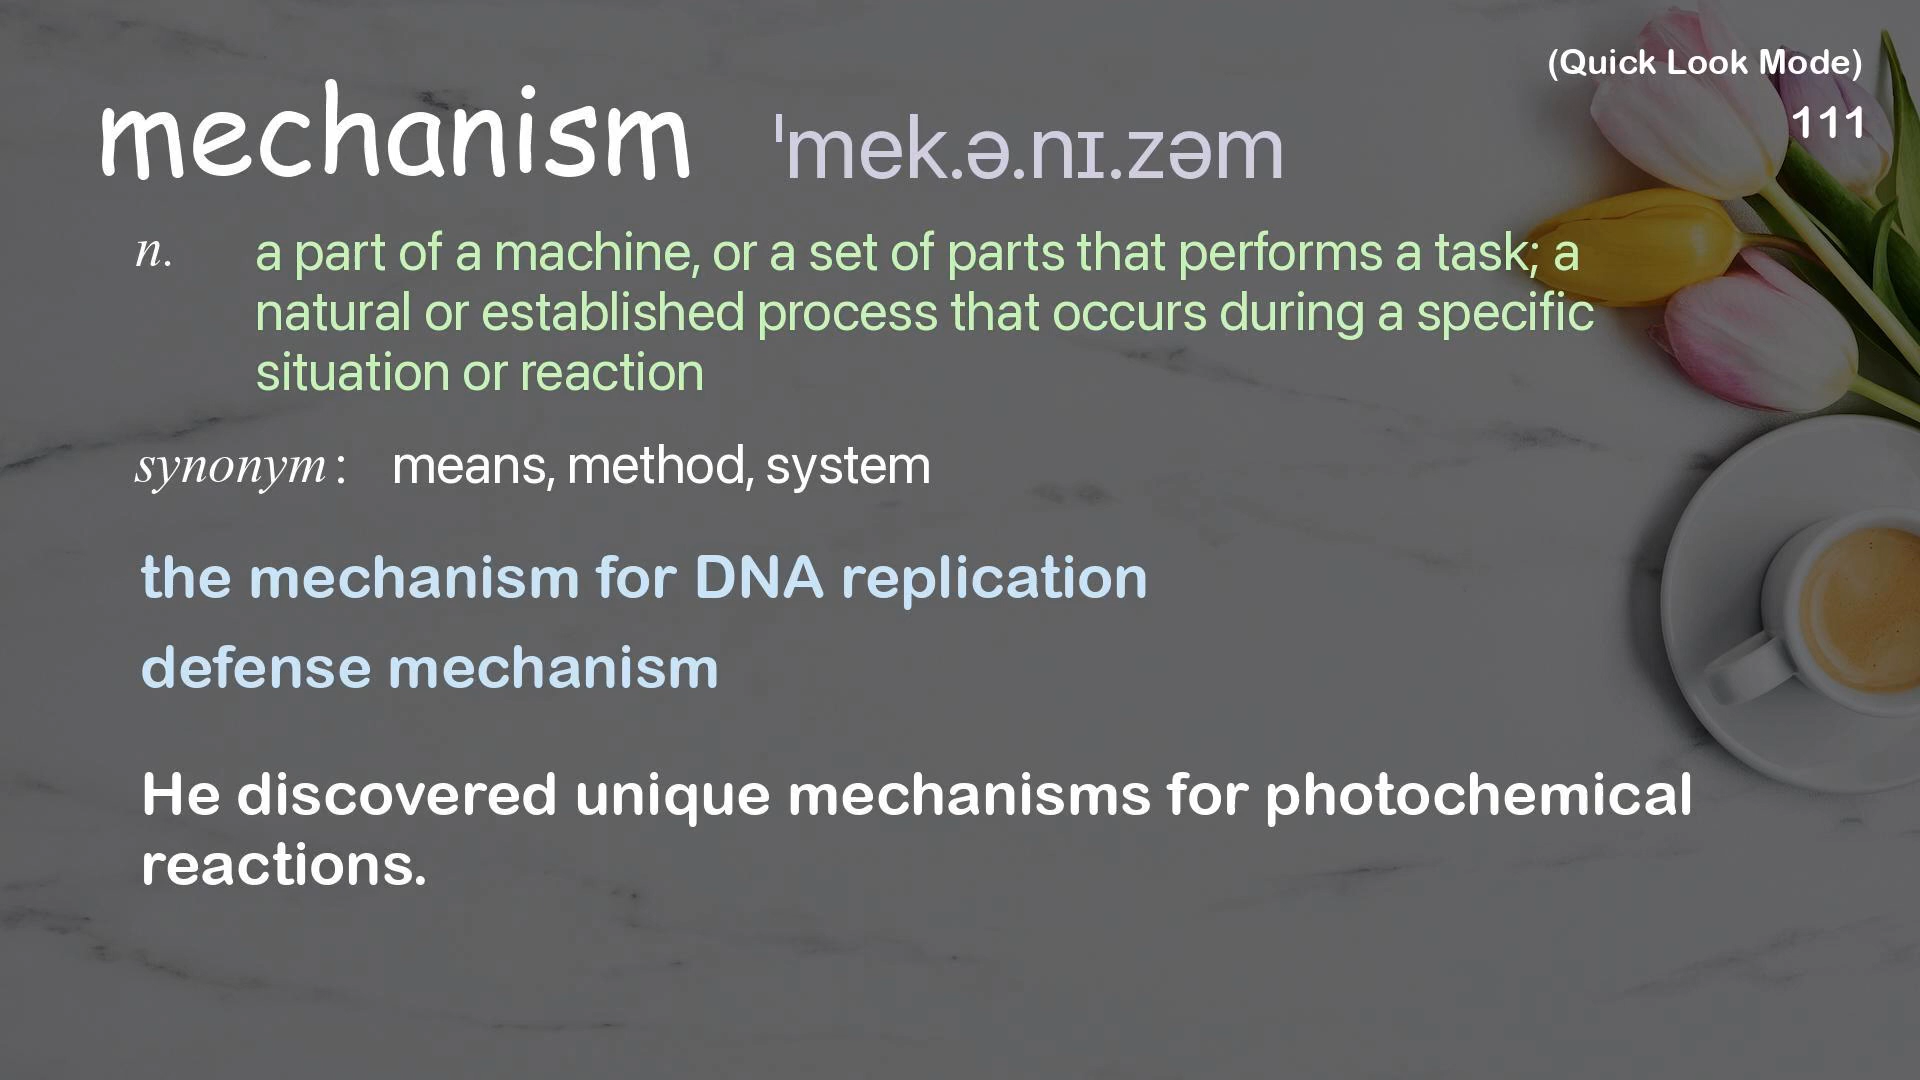 (Quick Look Mode)
111
mechanism ˈmek.ə.nɪ.zəm
n. a part of a machine, or a set of parts that performs a task; a
natural or established process that occurs during a specific
situation or reaction
synonym : means, method, system
the mechanism for DNA replication
defense mechanism
He discovered unique mechanisms for photochemical
reactions.